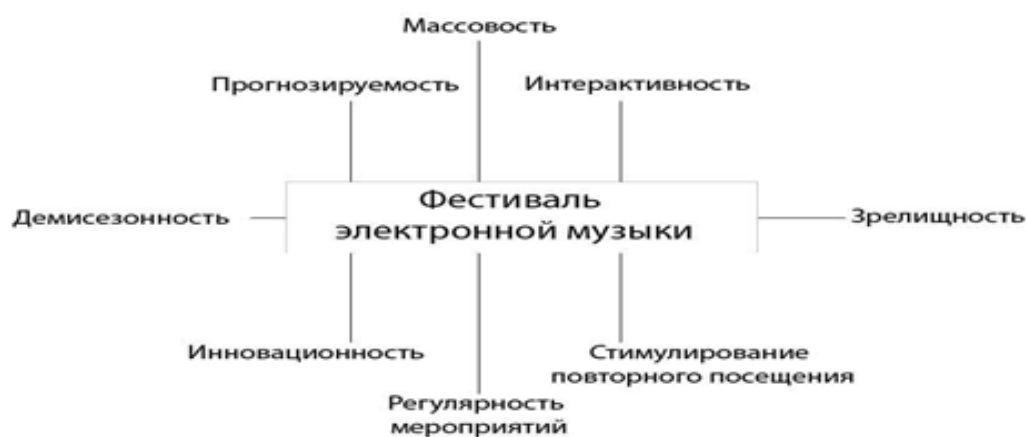 Массовость
Прогнозируемость
Интерактивность
Фестиваль
электронной музыки
Демисезонность
Зрелищность
Инновационность
Стимулирование
повторного посещения
Регулярность
мероприятий